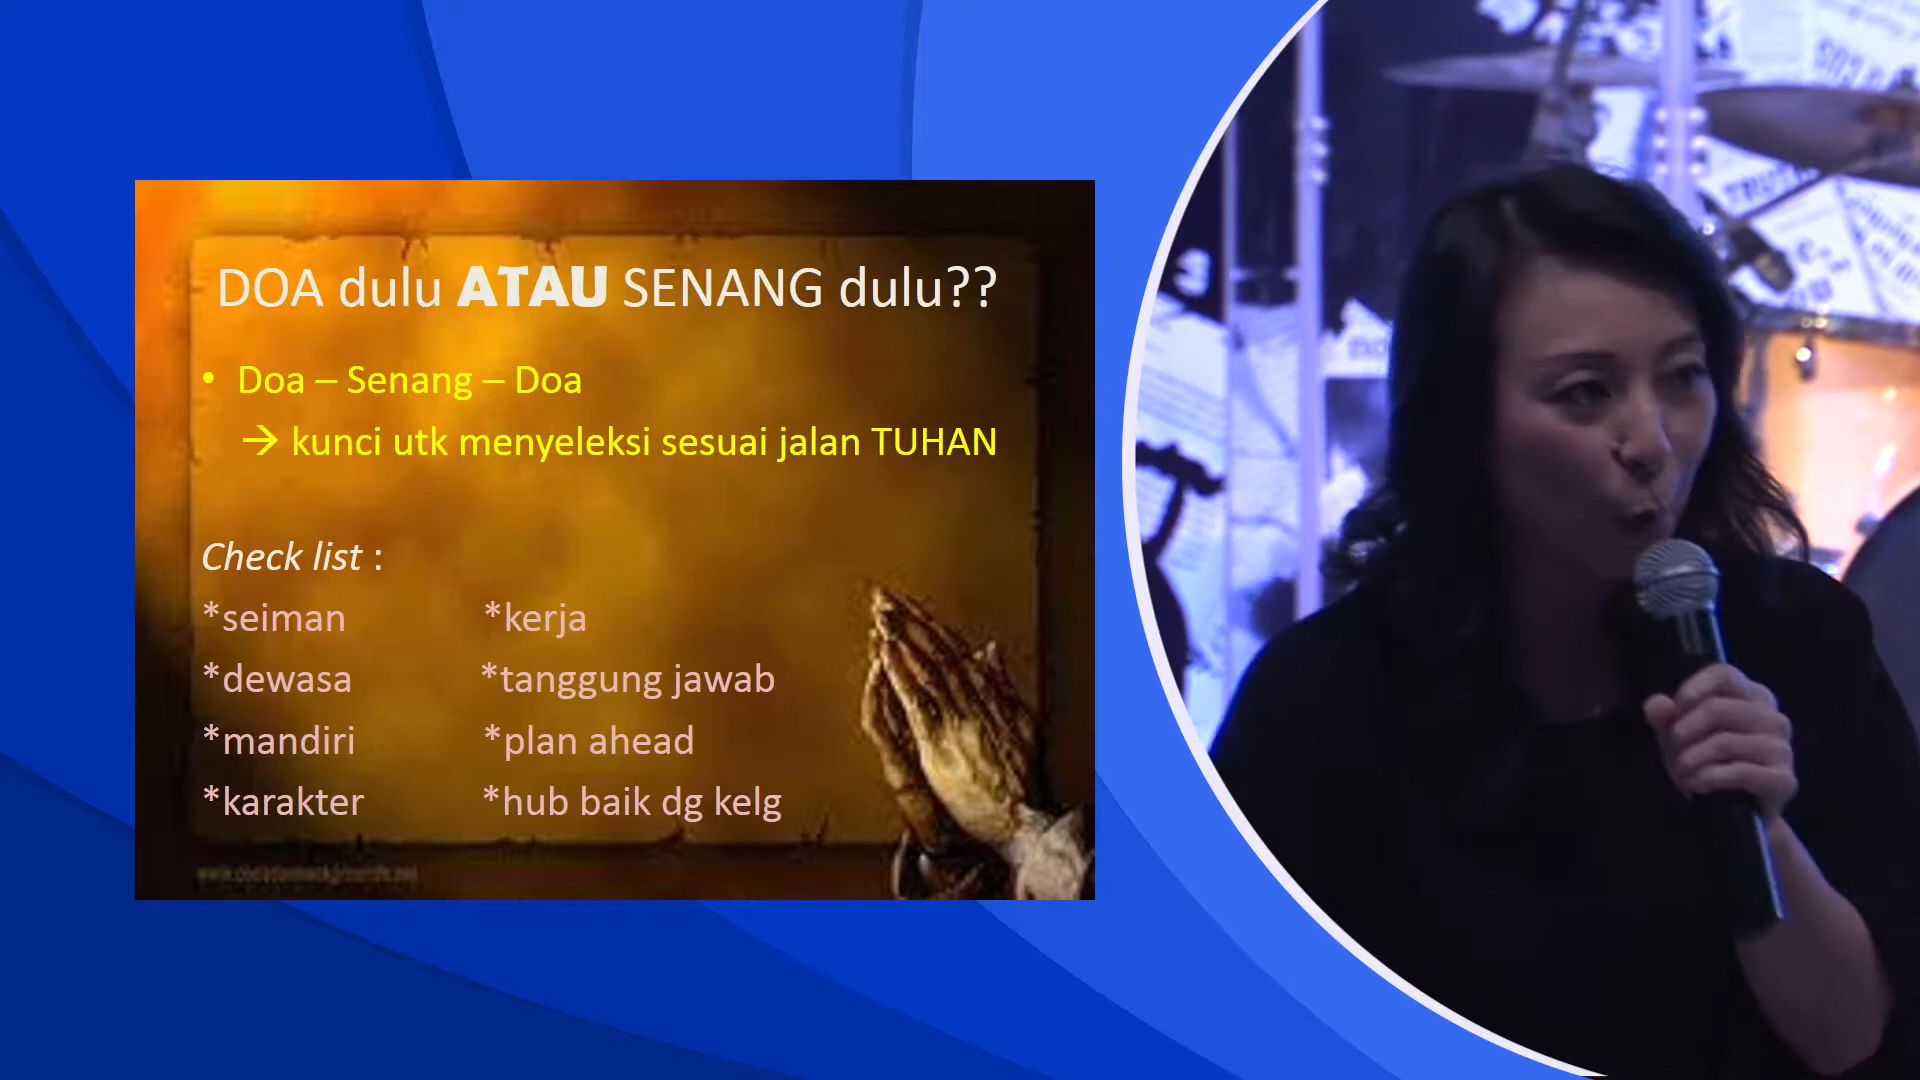 DOA dulu ATAU SENANG dulu??
• Doa – Senang – Doa
→ kunci utk menyeleksi sesuai jalan TUHAN
Check list :
*seiman *kerja
*dewasa *tanggung jawab
*mandiri *plan ahead
*karakter *hub baik dg kelg
TRUTH